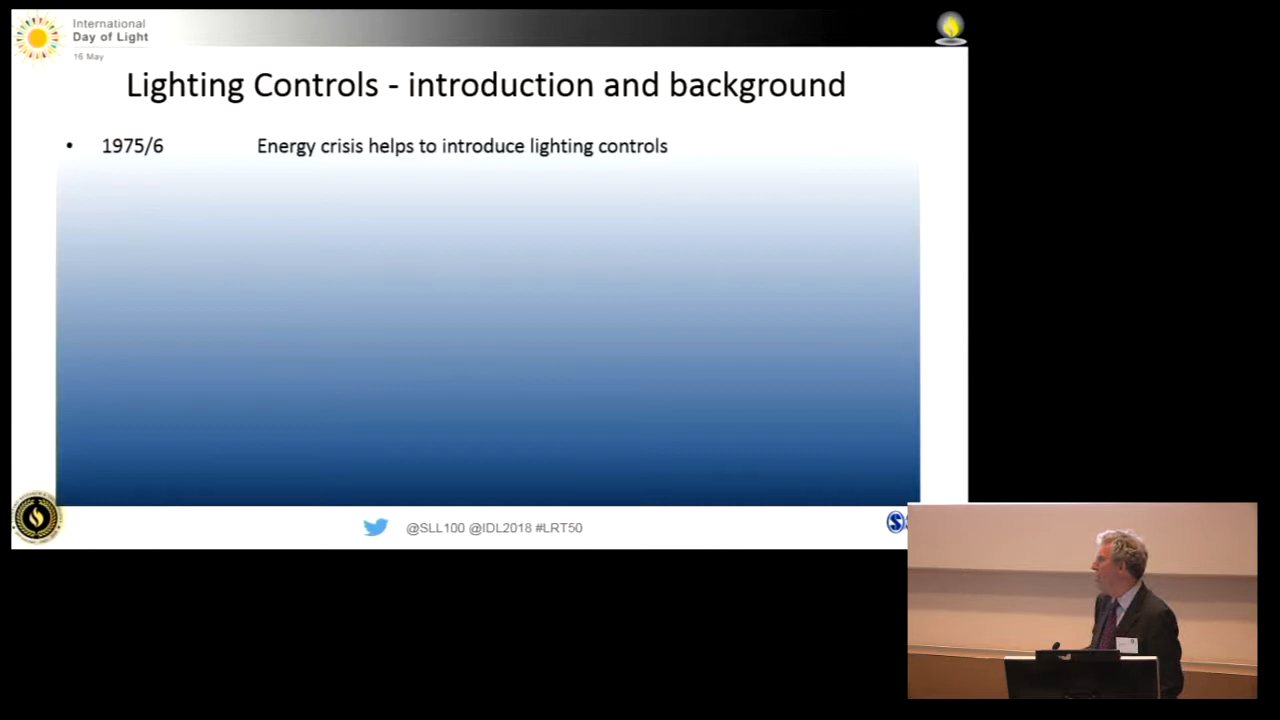 International
Day of Light
16 May
Lighting Controls - introduction and background
• 1975/6 Energy crisis helps to introduce lighting controls
@SLL100 @IDL2018 #LRT50
S